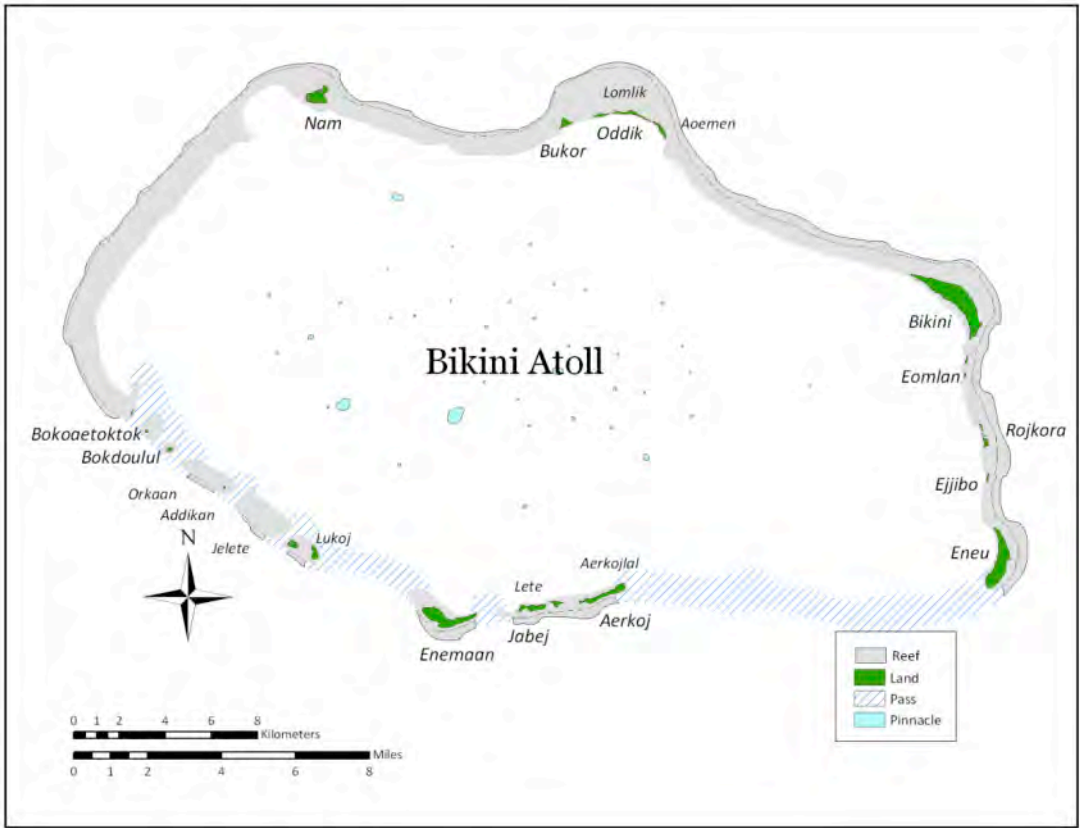 Lomlik
Nam
Oddik
Aoemen
Bukor
Bikini
Bikini Atoll
Eomlan
Rojkora
Bokoaetoktok
Bokdoulul
Ejjibo
Orkaan
Addikan
N
Jelete
Lukoj
Eneu
Aerkojlal
Lete
Aerkoj
Jabej
Enemaan
Reef
Land
Pass
Pinnacle
0 1 2 4 6 8
Kilometers
Miles
0 1 2 4 6 8